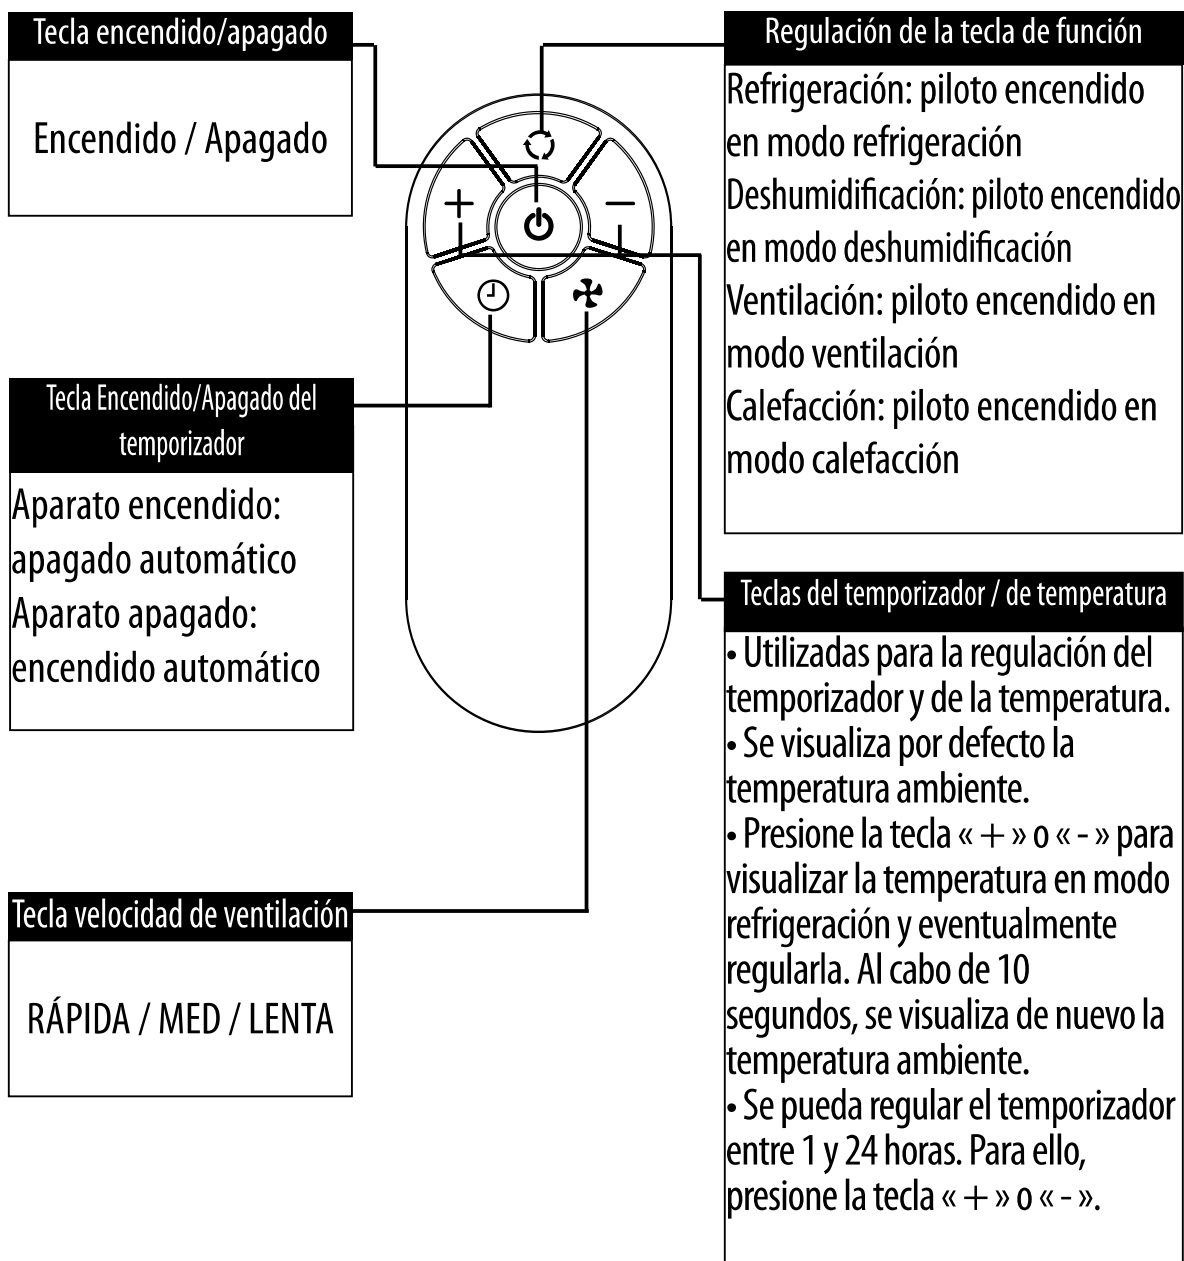 Tecla encendido/apagado
Encendido / Apagado
Tecla Encendido/Apagado del
temporizador
Aparato encendido:
apagado automático
Aparato apagado:
encendido automático
Tecla velocidad de ventilación
RÁPIDA / MED / LENTA
Regulación de la tecla de función
Refrigeración: piloto encendido
en modo refrigeración
Deshumidificación: piloto encendido
en modo deshumidificación
Ventilación: piloto encendido en
modo ventilación
Calefacción: piloto encendido en
modo calefacción
Teclas del temporizador / de temperatura
• Utilizadas para la regulación del
temporizador y de la temperatura.
• Se visualiza por defecto la
temperatura ambiente.
• Presione la tecla « + » o « - » para
visualizar la temperatura en modo
refrigeración y eventualmente
regularla. Al cabo de 10
segundos, se visualiza de nuevo la
temperatura ambiente.
• Se pueda regular el temporizador
entre 1 y 24 horas. Para ello,
presione la tecla « + » o « - ».